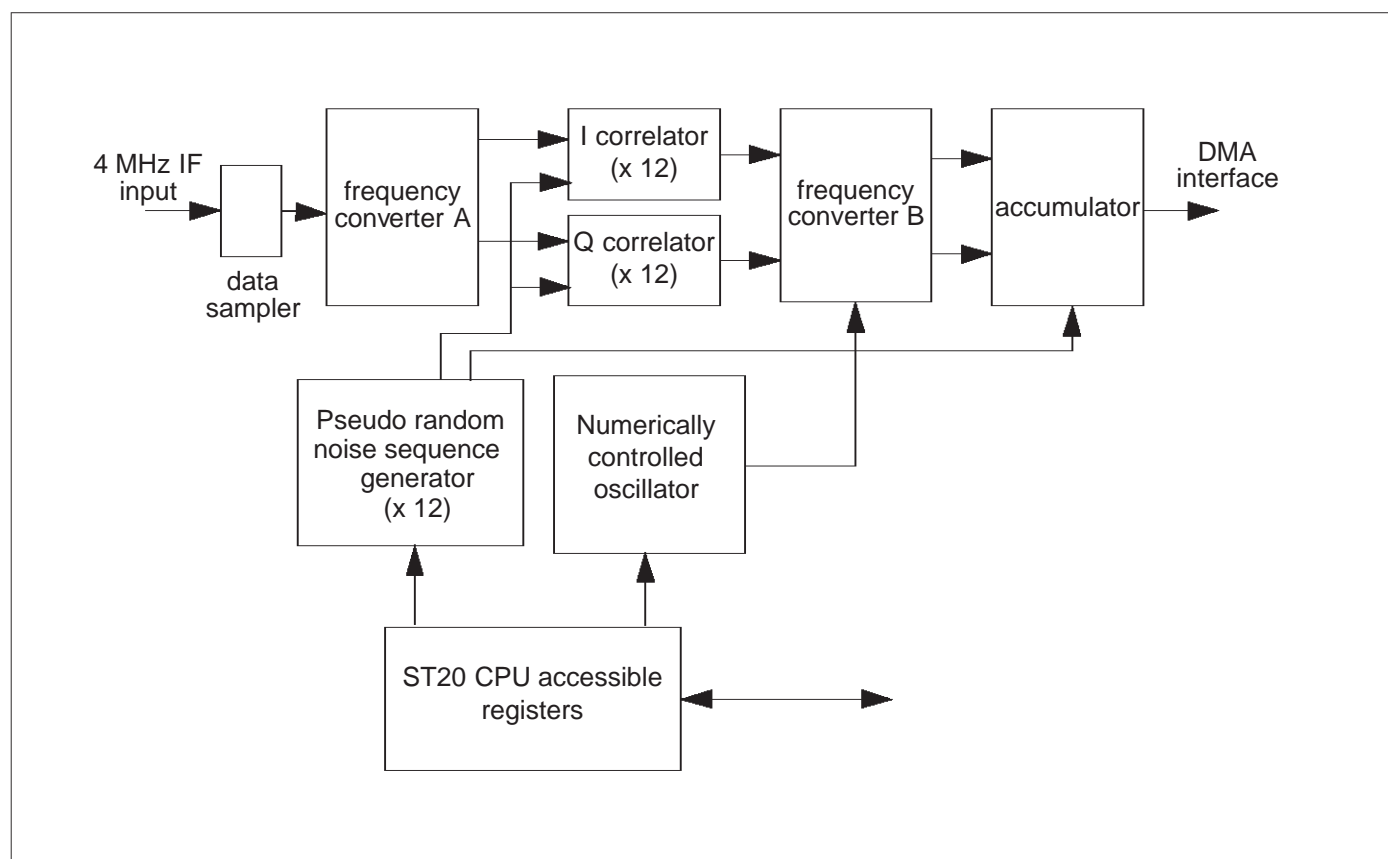 4 MHz IF
input
data
sampler
frequency
converter A
I correlator
(x 12)
Q correlator
(x 12)
frequency
converter B
accumulator
DMA
interface
Pseudo random
noise sequence
generator
(x 12)
Numerically
controlled
oscillator
ST20 CPU accessible
registers